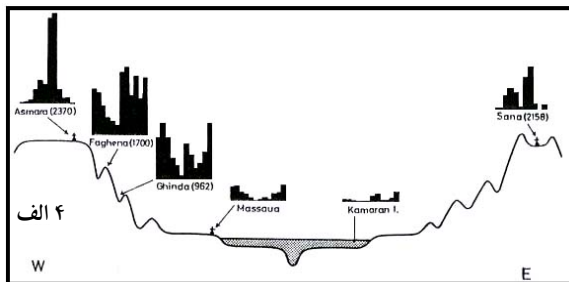 Asmara (2370)
Faghena (1700)
Ghinda (962)
Massaua
Kamaran I.
Sana (2158)
۴ الف
W
E